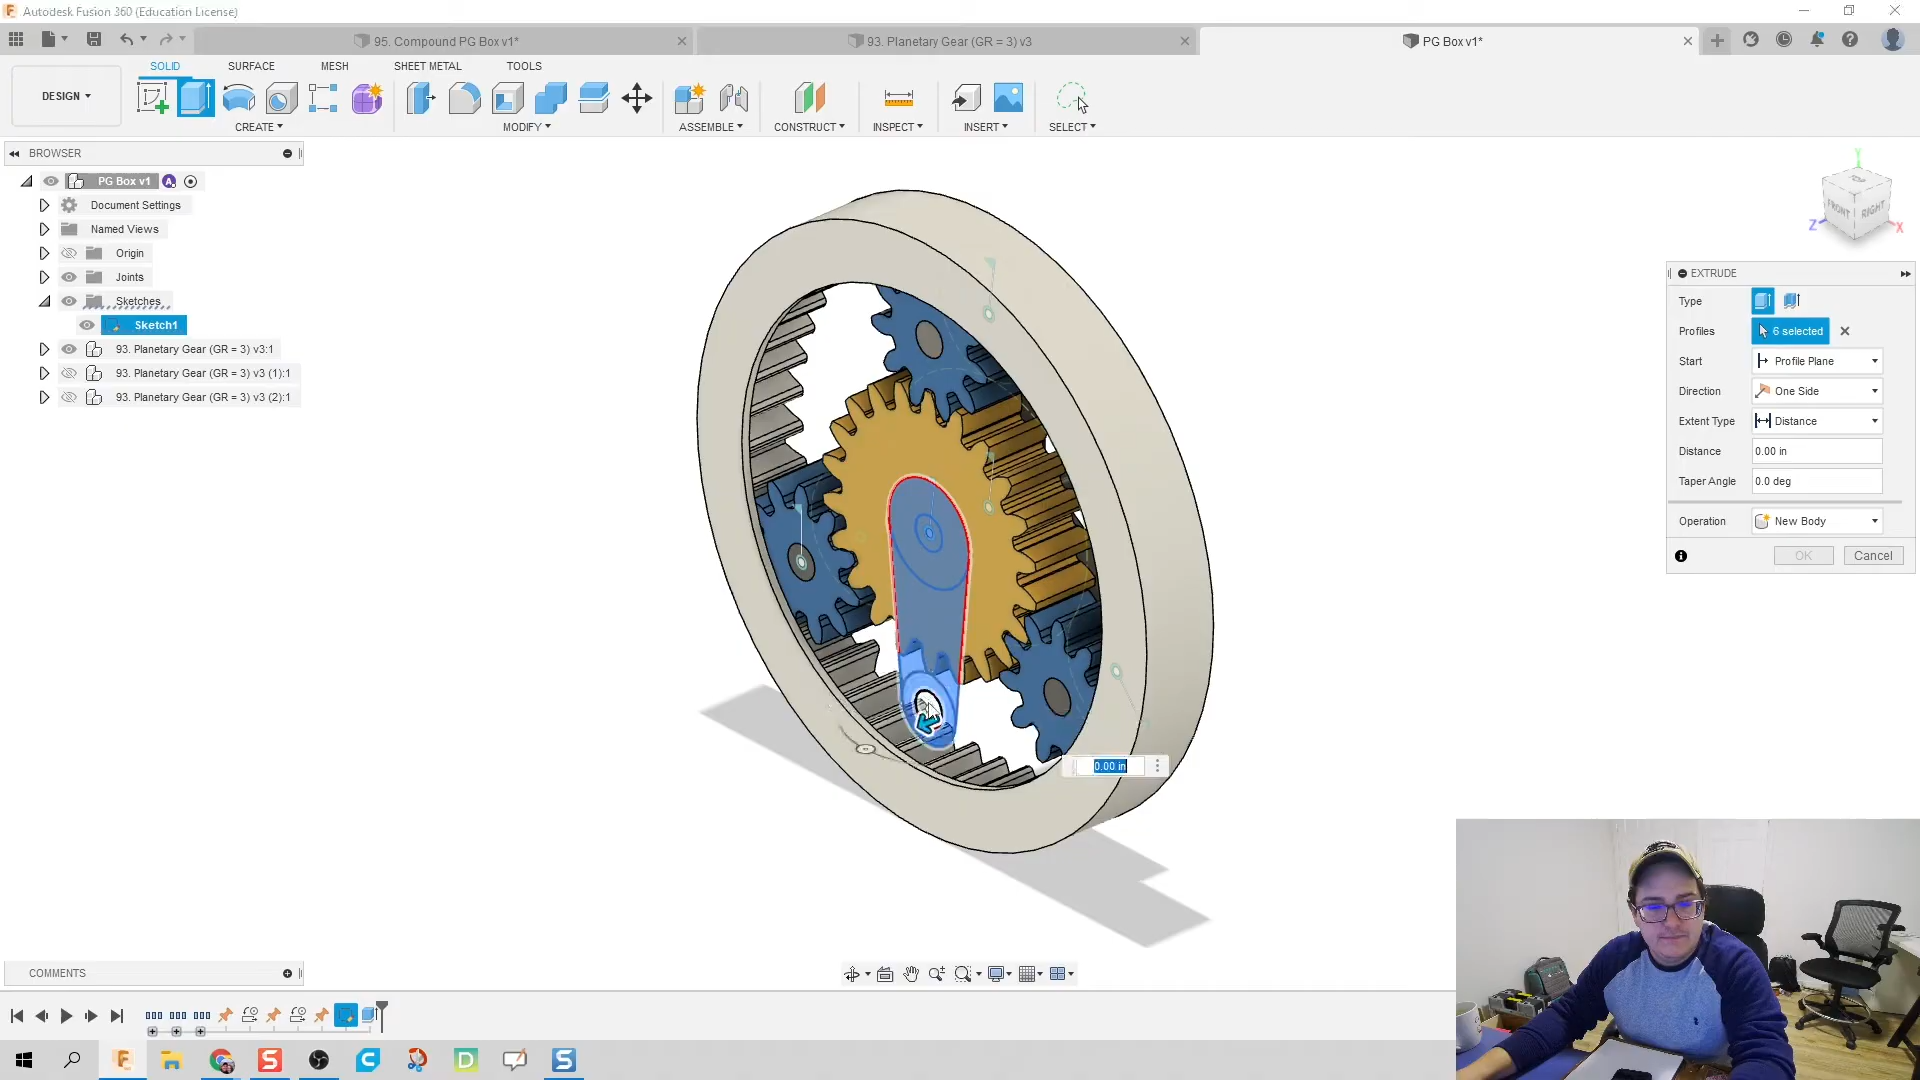 Autodesk Fusion 360 (Education License)
95. Compound PG Box v1*
93. Planetary Gear (GR = 3) v3
PG Box v1*
DESIGN
SOLID
SURFACE
MESH
SHEET METAL
TOOLS
CREATE
MODIFY
ASSEMBLE
CONSTRUCT
INSPECT
INSERT
SELECT
BROWSER
PG Box v1
Document Settings
Named Views
Origin
Joints
Sketches
Sketch1
93. Planetary Gear (GR = 3) v3:1
93. Planetary Gear (GR = 3) v3 (1):1
93. Planetary Gear (GR = 3) v3 (2):1
Y
FRONT
RIGHT
Z
X
EXTRUDE
Type
Profiles
6 selected
Start
Profile Plane
Direction
One Side
Extent Type
Distance
Distance
0.00 in
Taper Angle
0.0 deg
Operation
New Body
OK
Cancel
0.00 in
COMMENTS